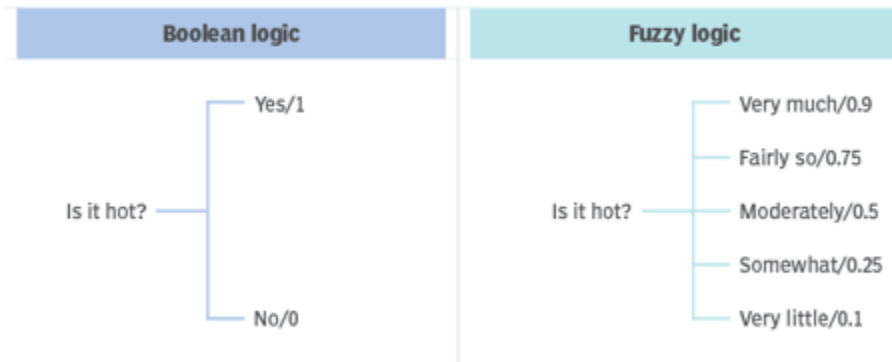 Boolean logic
Is it hot?
Yes/1
No/0
Fuzzy logic
Is it hot?
Very much/0.9
Fairly so/0.75
Moderately/0.5
Somewhat/0.25
Very little/0.1